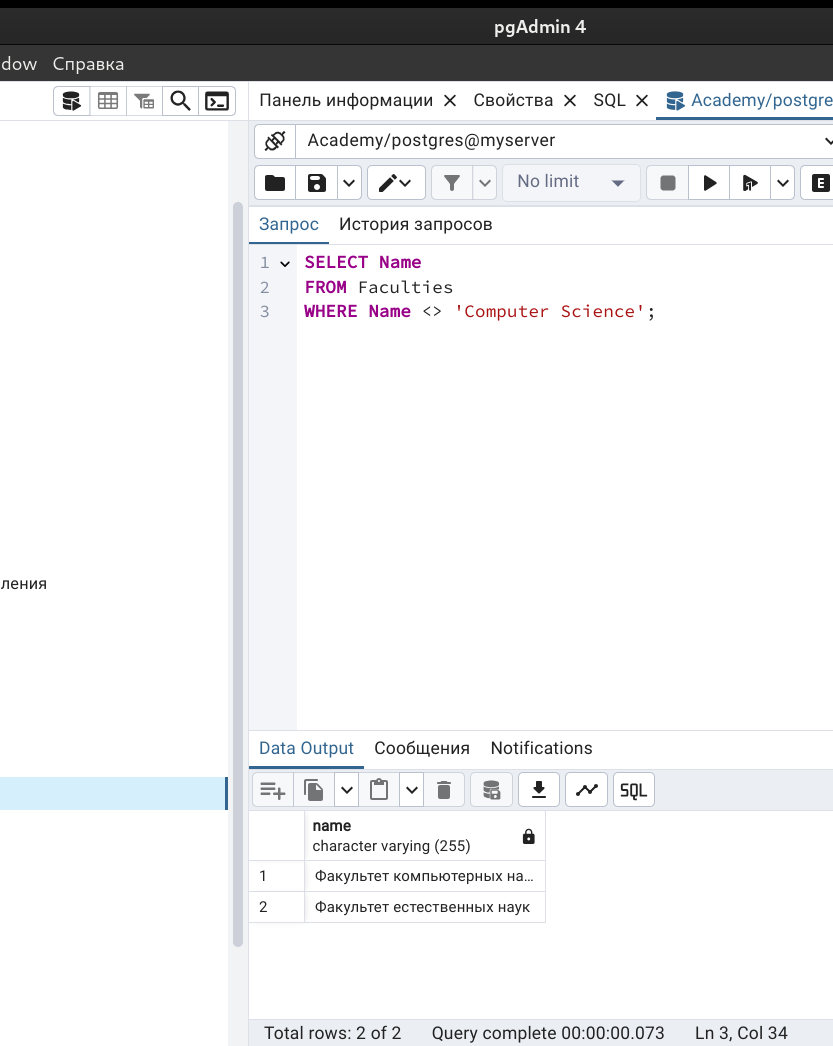 pgAdmin 4
dow Справка
Панель информации Свойства SQL Academy/postgre
Academy/postgres@myserver
No limit E
Запрос История запросов
1 SELECT Name
2 FROM Faculties
3 WHERE Name <> 'Computer Science';
ления
Data Output Сообщения Notifications
SQL
name
character varying (255)
1 Факультет компьютерных на...
2 Факультет естественных наук
Total rows: 2 of 2 Query complete 00:00:00.073 Ln 3, Col 34